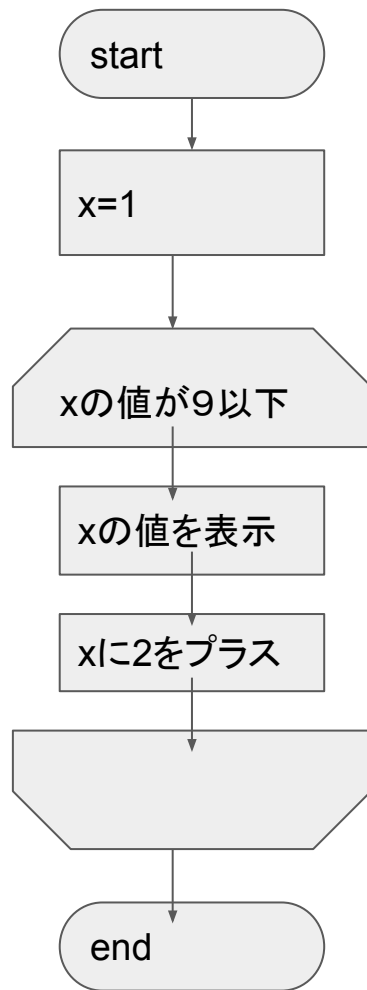 start
x=1
xの値が９以下
xの値を表示
xに2をプラス
end